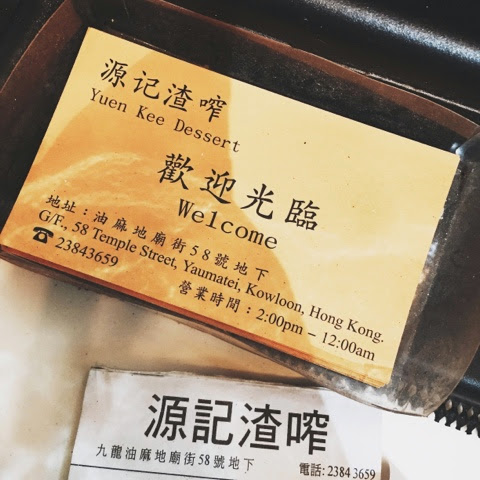 源记渣咋
Yuen Kee Dessert
歡迎光臨
Welcome
地址：油麻地廟街58號地下
G/F., 58 Temple Street, Yaumatei, Kowloon, Hong Kong.
☎23843659
營業時間：2:00pm – 12:00am
源記渣咋
九龍油麻地廟街58號地下
電話: 2384 3659